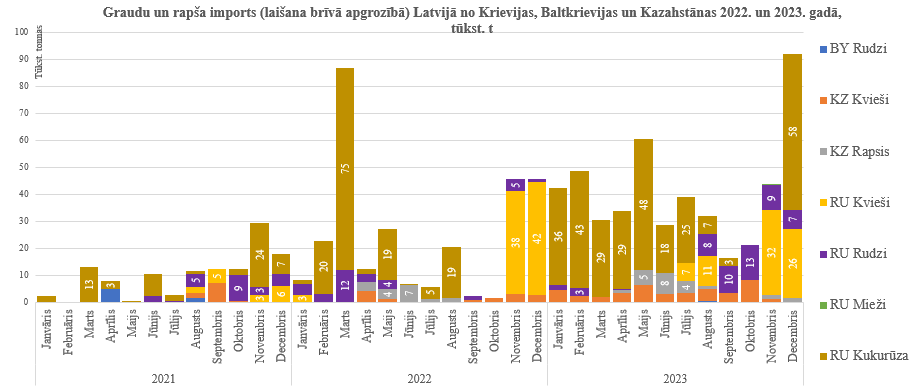 Graudu un rapša imports (laišana brīvā apgrozībā) Latvijā no Krievijas, Baltkrievijas un Kazahstānas 2022. un 2023. gadā,
tūkst. t
Tūkst. tonnas
100
90
80
70
60
50
40
30
20
10
0
13
3
5
5
9
3
24
6
7
3
20
12
75
4
4
19
7
5
19
38
5
42
36
3
43
29
29
5
48
8
18
4
7
25
11
8
7
10
3
13
32
9
26
7
58
Janvāris
Februāris
Marts
Aprīlis
Maijs
Jūnijs
Jūlijs
Augusts
Septembris
Oktobris
Novembris
Decembris
Janvāris
Februāris
Marts
Aprīlis
Maijs
Jūnijs
Jūlijs
Augusts
Septembris
Oktobris
Novembris
Decembris
Janvāris
Februāris
Marts
Aprīlis
Maijs
Jūnijs
Jūlijs
Augusts
Septembris
Oktobris
Novembris
Decembris
2021
2022
2023
BY Rudzi
KZ Kvieši
KZ Rapsis
RU Kvieši
RU Rudzi
RU Mieži
RU Kukurūza